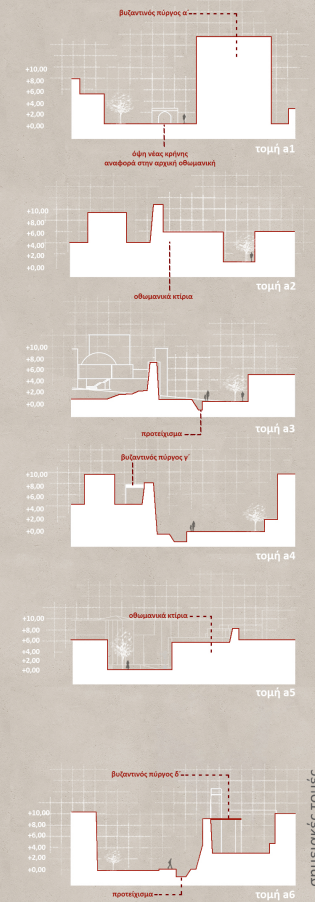 βυζαντινός πύργος α΄
+10,00
+8,00
+6,00
+4,00
+2,00
+0,00
όψη νέας κρήνης
αναφορά στην αρχική οθωμανική
τομή a1
+10,00
+8,00
+6,00
+4,00
+2,00
+0,00
οθωμανικά κτίρια
τομή a2
+10,00
+8,00
+6,00
+4,00
+2,00
+0,00
προτείχισμα
τομή a3
βυζαντινός πύργος γ΄
+10,00
+8,00
+6,00
+4,00
+2,00
+0,00
τομή a4
οθωμανικά κτίρια
+10,00
+8,00
+6,00
+4,00
+2,00
+0,00
τομή a5
βυζαντινός πύργος δ΄
+10,00
+8,00
+6,00
+4,00
+2,00
+0,00
προτείχισμα
τομή a6
σημειακές τομές